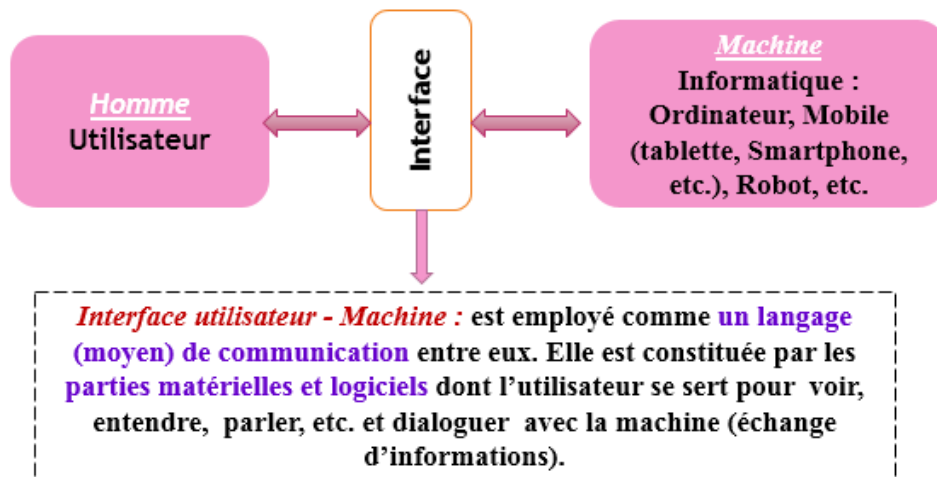 Homme
Utilisateur
Interface
Machine
Informatique :
Ordinateur, Mobile
(tablette, Smartphone,
etc.), Robot, etc.
Interface utilisateur - Machine : est employé comme un langage
(moyen) de communication entre eux. Elle est constituée par les
parties matérielles et logiciels dont l’utilisateur se sert pour voir,
entendre, parler, etc. et dialoguer avec la machine (échange
d’informations).